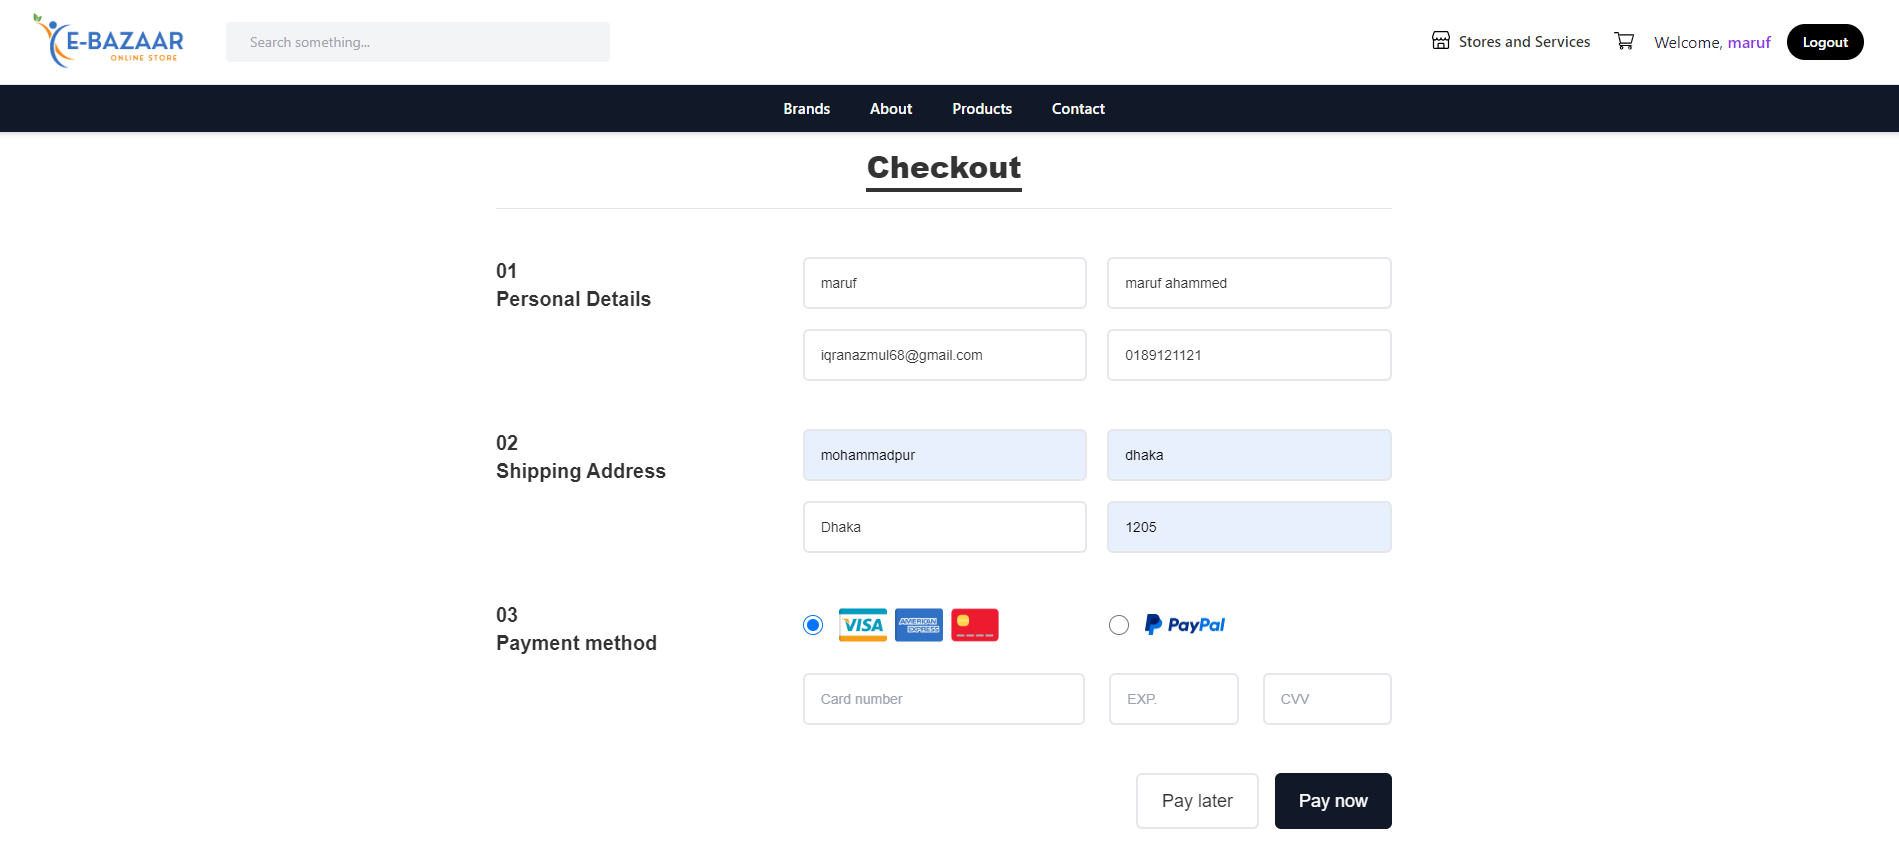 E-BAZAAR
ONLINE STORE
Search something...
Stores and Services
Welcome, maruf
Logout
Brands About Products Contact
Checkout
01
Personal Details
maruf
maruf ahammed
iqranazmul68@gmail.com
0189121121
02
Shipping Address
mohammadpur
dhaka
Dhaka
1205
03
Payment method
VISA
AMERICAN
EXPRESS
PayPal
Card number
EXP.
CVV
Pay later
Pay now